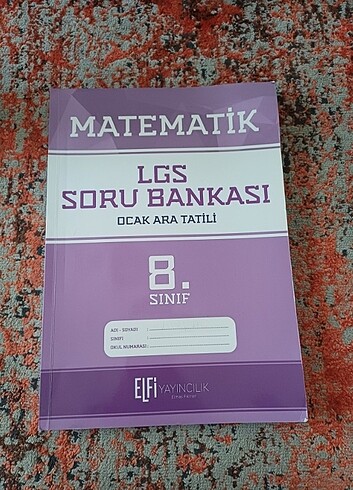 MATEMATİK
LGS
SORU BANKASI
OCAK ARA TATİLİ
8.
SINIF
ADI - SOYADI :
SINIFI :
OKUL NUMARASI :
ELFİ YAYINCILIK